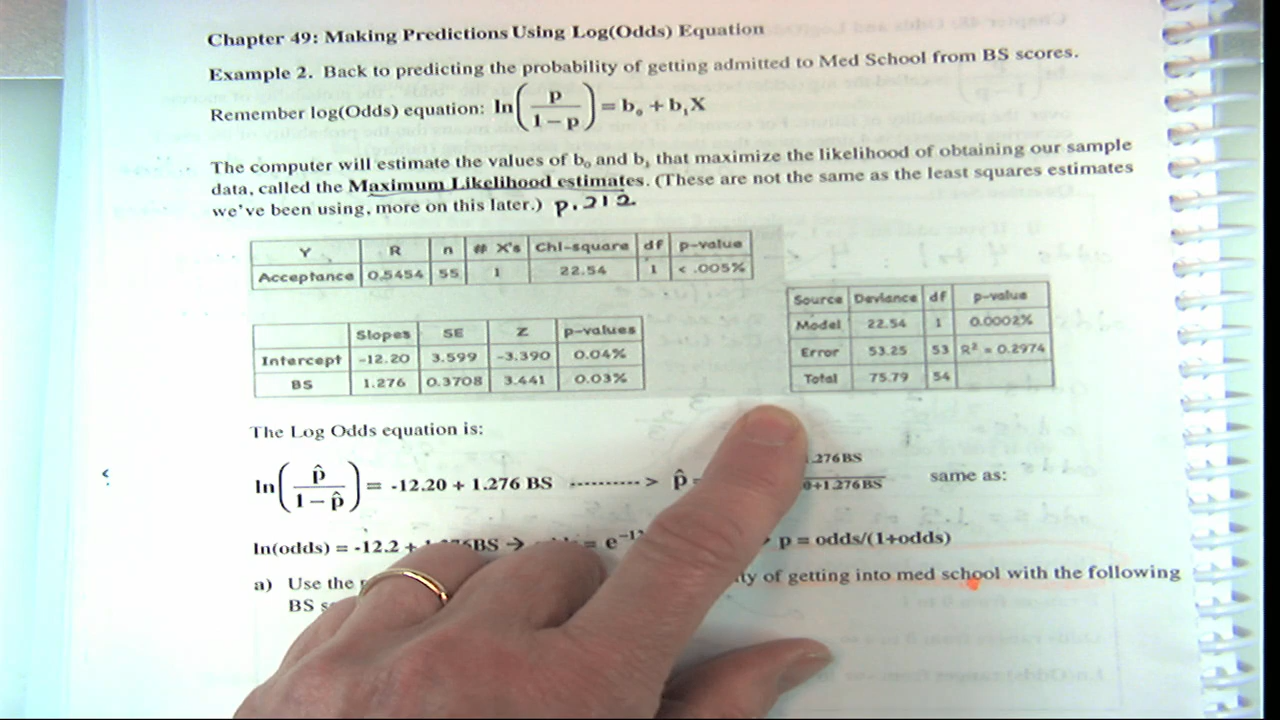 Chapter 49: Making Predictions Using Log(Odds) Equation
Example 2. Back to predicting the probability of getting admitted to Med School from BS scores.
Remember log(Odds) equation: ln(p/1-p) = b₀ + b₁X
The computer will estimate the values of b₀ and b₁ that maximize the likelihood of obtaining our sample
data, called the Maximum Likelihood estimates. (These are not the same as the least squares estimates
we've been using, more on this later.) p.212
Y R n # X's Chi-square df p-value
Acceptance 0.5454 55 1 22.54 1 < .005%
Source Deviance df p-value
Model 22.54 1 0.0002%
Error 53.25 53 R² = 0.2974
Total 75.79 54
Slopes SE Z p-values
Intercept -12.20 3.599 -3.390 0.04%
BS 1.276 0.3708 3.441 0.03%
The Log Odds equation is:
ln(p̂/1-p̂) = -12.20 + 1.276 BS ----------> p̂ = .276BS / +1.276BS same as:
ln(odds) = -12.2 + BS → = e⁻¹ p = odds/(1+odds)
a) Use the of getting into med school with the following
BS